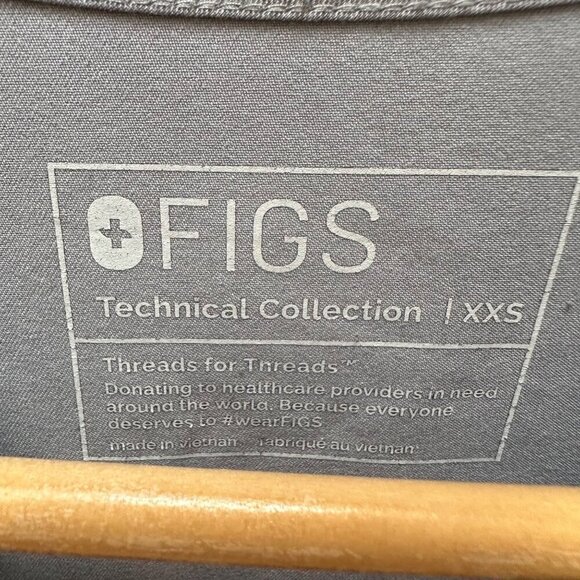 FIGS
Technical Collection | XXS
Threads for Threads™
Donating to healthcare providers in need
around the world. Because everyone
deserves to #wearFIGS
made in vietnam fabriqué au vietnam